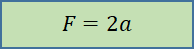 F = 2a